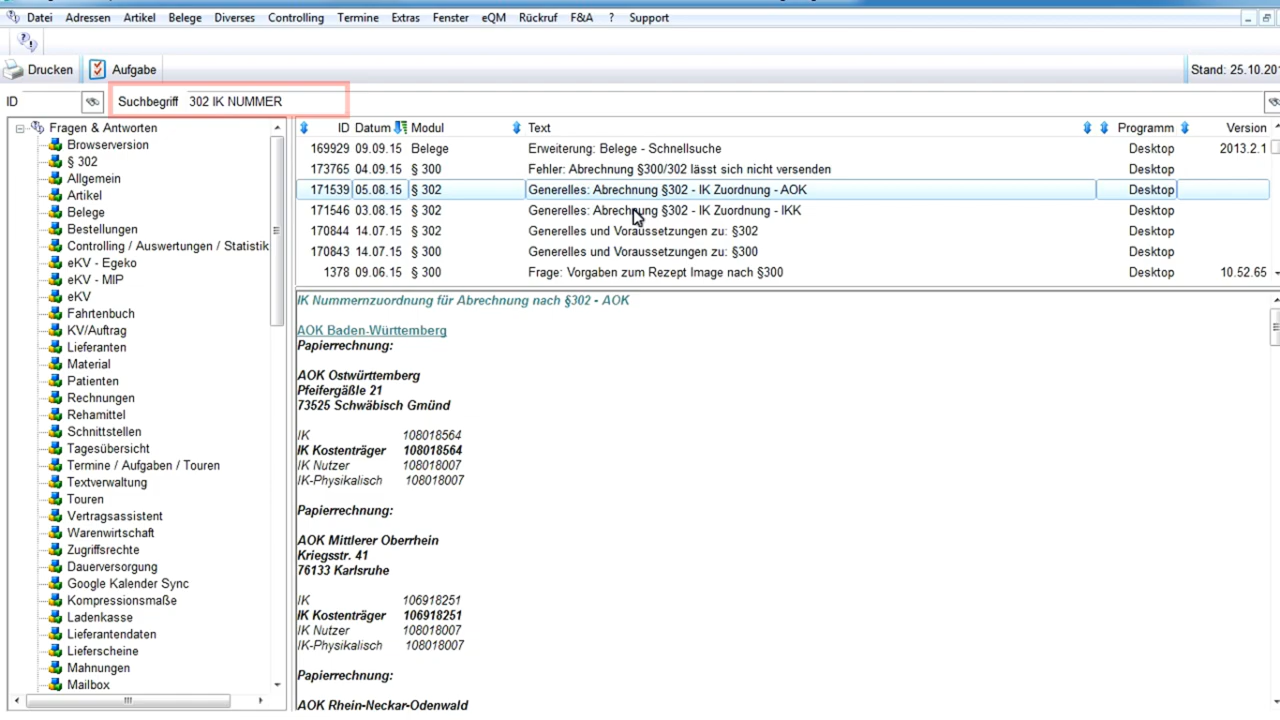 Datei Adressen Artikel Belege Diverses Controlling Termine Extras Fenster eQM Rückruf F&A ? Support
Drucken Aufgabe Stand: 25.10.201
ID Suchbegriff 302 IK NUMMER
Fragen & Antworten
Browserversion
§ 302
Allgemein
Artikel
Belege
Bestellungen
Controlling / Auswertungen / Statistik
eKV - Egeko
eKV - MIP
eKV
Fahrtenbuch
KV/Auftrag
Lieferanten
Material
Patienten
Rechnungen
Rehamittel
Schnittstellen
Tagesübersicht
Termine / Aufgaben / Touren
Textverwaltung
Touren
Vertragsassistent
Warenwirtschaft
Zugriffsrechte
Dauerversorgung
Google Kalender Sync
Kompressionsmaße
Ladenkasse
Lieferantendaten
Lieferscheine
Mahnungen
Mailbox
ID Datum Modul Text Programm Version
169929 09.09.15 Belege Erweiterung: Belege - Schnellsuche Desktop 2013.2.1
173765 04.09.15 § 300 Fehler: Abrechnung §300/302 lässt sich nicht versenden Desktop
171539 05.08.15 § 302 Generelles: Abrechnung §302 - IK Zuordnung - AOK Desktop
171546 03.08.15 § 302 Generelles: Abrechnung §302 - IK Zuordnung - IKK Desktop
170844 14.07.15 § 302 Generelles und Voraussetzungen zu: §302 Desktop
170843 14.07.15 § 300 Generelles und Voraussetzungen zu: §300 Desktop
1378 09.06.15 § 300 Frage: Vorgaben zum Rezept Image nach §300 Desktop 10.52.65
IK Nummernzuordnung für Abrechnung nach §302 - AOK
AOK Baden-Württemberg
Papierrechnung:
AOK Ostwürttemberg
Pfeifergäßle 21
73525 Schwäbisch Gmünd
IK 108018564
IK Kostenträger 108018564
IK Nutzer 108018007
IK-Physikalisch 108018007
Papierrechnung:
AOK Mittlerer Oberrhein
Kriegsstr. 41
76133 Karlsruhe
IK 106918251
IK Kostenträger 106918251
IK Nutzer 108018007
IK-Physikalisch 108018007
Papierrechnung:
AOK Rhein-Neckar-Odenwald